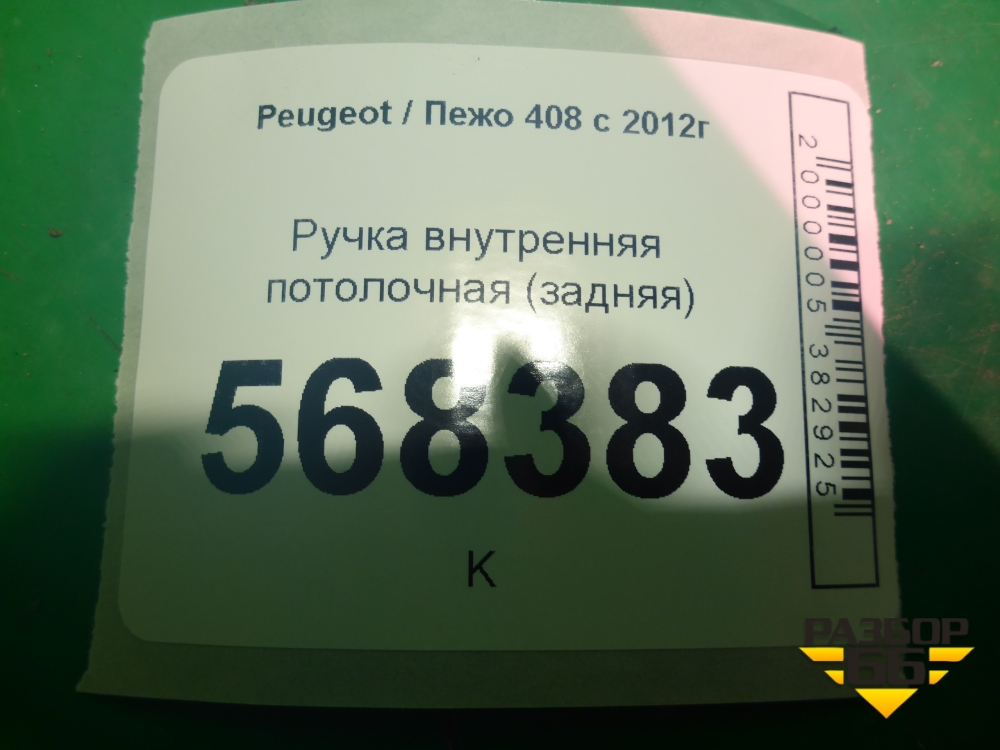 Peugeot / Пежо 408 с 2012г
Ручка внутренняя
потолочная (задняя)
568383
К
2000005382925
РАЗБОР
66